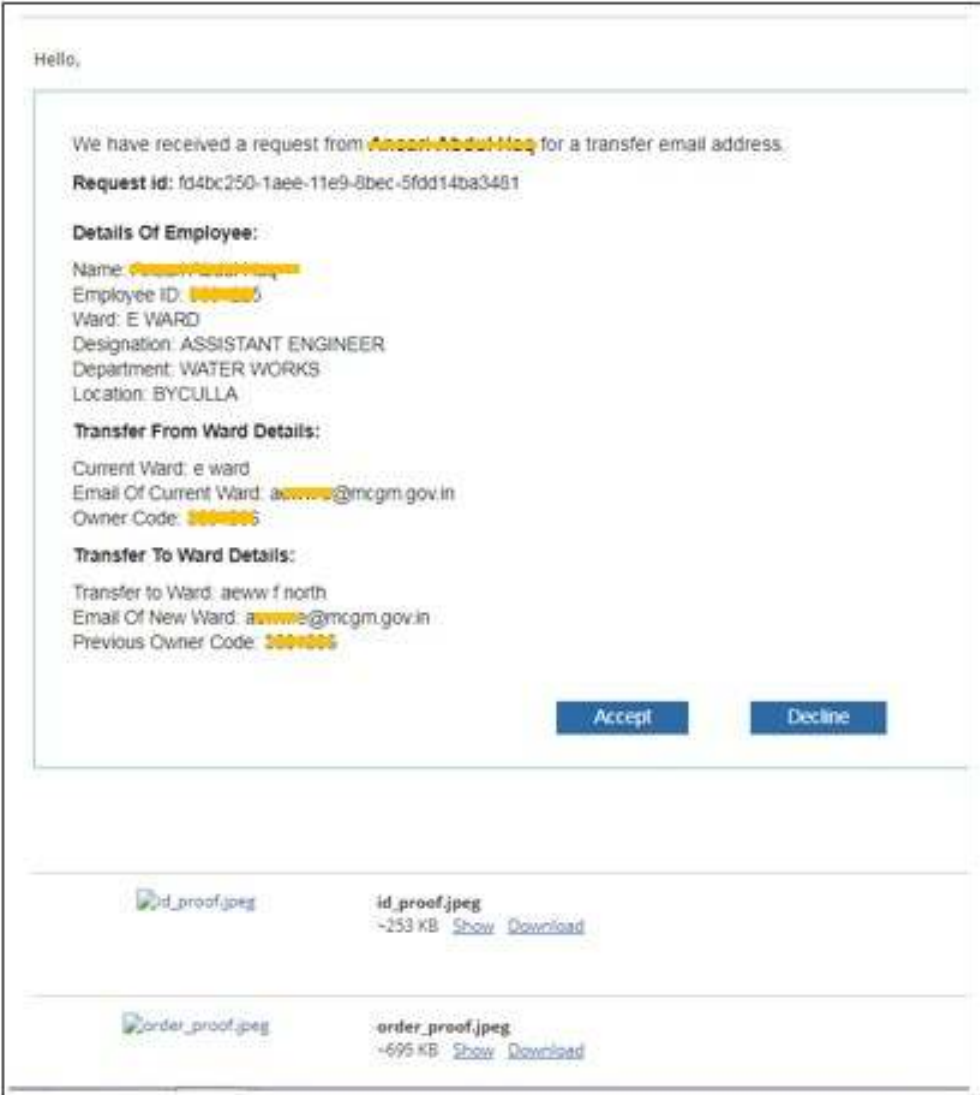 Hello,
We have received a request from for a transfer email address.
Request id: fd4bc250-1aee-11e9-8bec-5fdd14ba3481
Details Of Employee:
Name:
Employee ID:
Ward: E WARD
Designation: ASSISTANT ENGINEER
Department: WATER WORKS
Location: BYCULLA
Transfer From Ward Details:
Current Ward: e ward
Email Of Current Ward: @mcgm.gov.in
Owner Code:
Transfer To Ward Details:
Transfer to Ward: aeww f north
Email Of New Ward: @mcgm.gov.in
Previous Owner Code:
Accept Decline
id_proof.jpeg id_proof.jpeg
~253 KB Show Download
order_proof.jpeg order_proof.jpeg
~695 KB Show Download